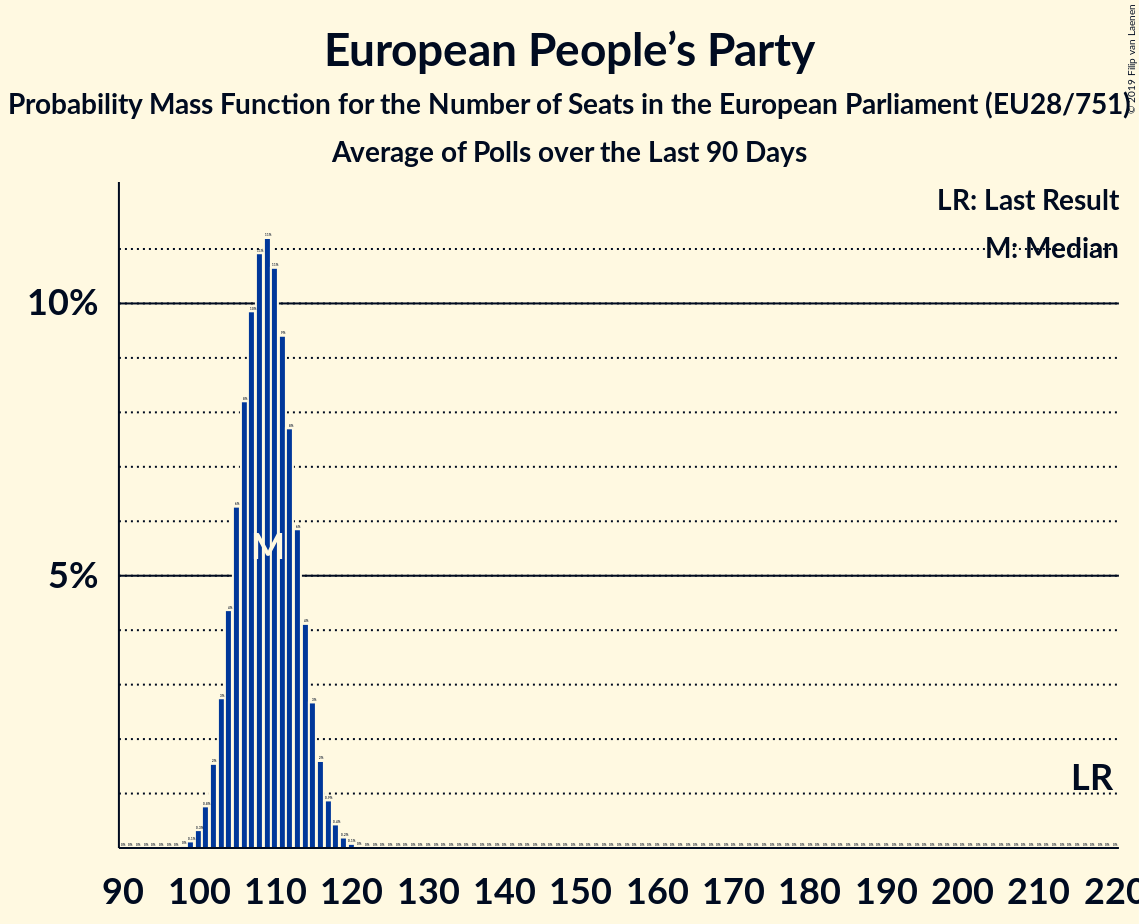 European People’s Party
Probability Mass Function for the Number of Seats in the European Parliament (EU28/751)
Average of Polls over the Last 90 Days
© 2019 Filip van Laenen
LR: Last Result
M: Median
10%
5%
M
LR
90 100 110 120 130 140 150 160 170 180 190 200 210 220